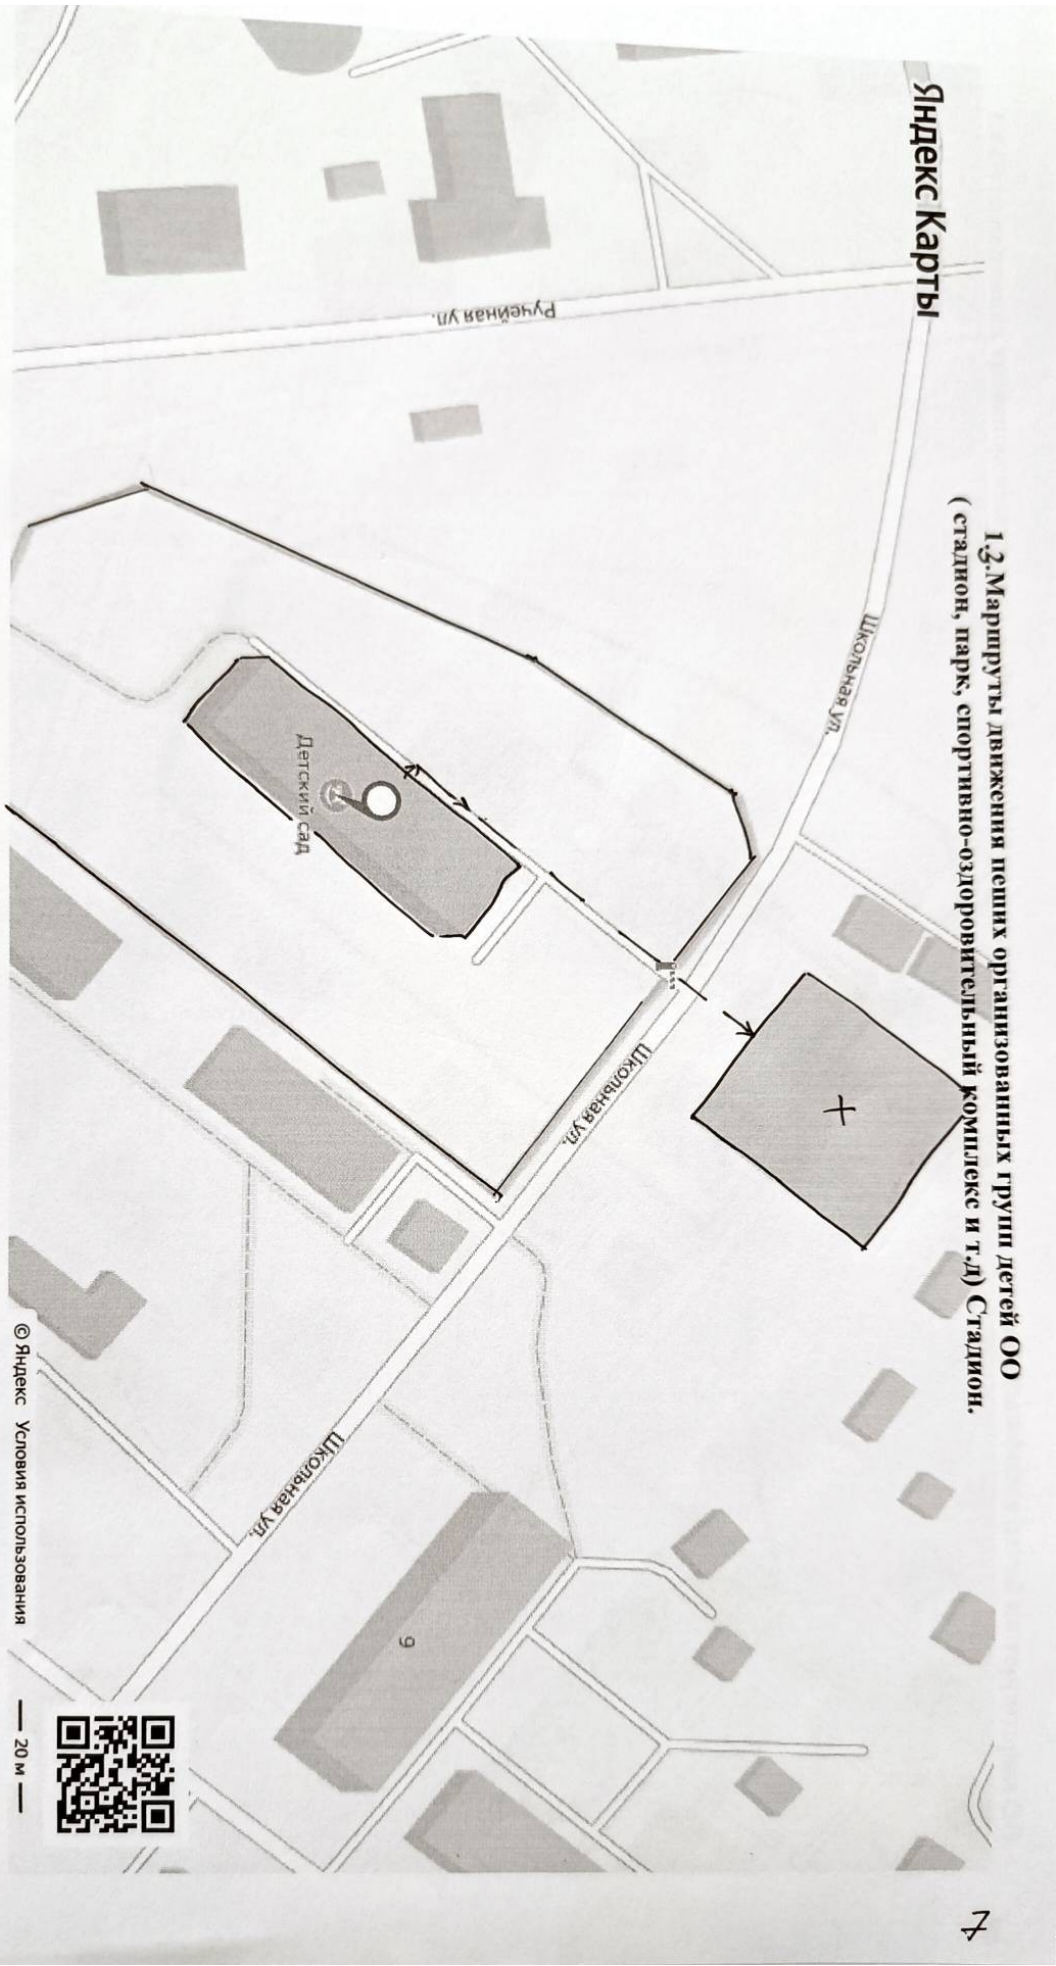 1.2.Маршруты движения пеших организованных групп детей ОО
( стадион, парк, спортивно-оздоровительный комплекс и т.д) Стадион.
Яндекс Карты
Ручейная ул.
Школьная ул.
Детский сад
Школьная ул.
Школьная ул.
9
© Яндекс Условия использования
20 м
7